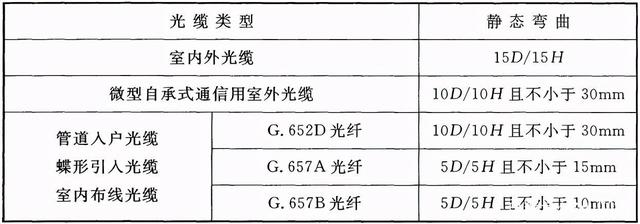 光缆类型 静态弯曲
室内外光缆 15D/15H
微型自承式通信用室外光缆 10D/10H 且不小于 30mm
管道入户光缆
蝶形引入光缆
室内布线光缆
G.652D 光纤 10D/10H 且不小于 30mm
G.657A 光纤 5D/5H 且不小于 15mm
G.657B 光纤 5D/5H 且不小于 10mm